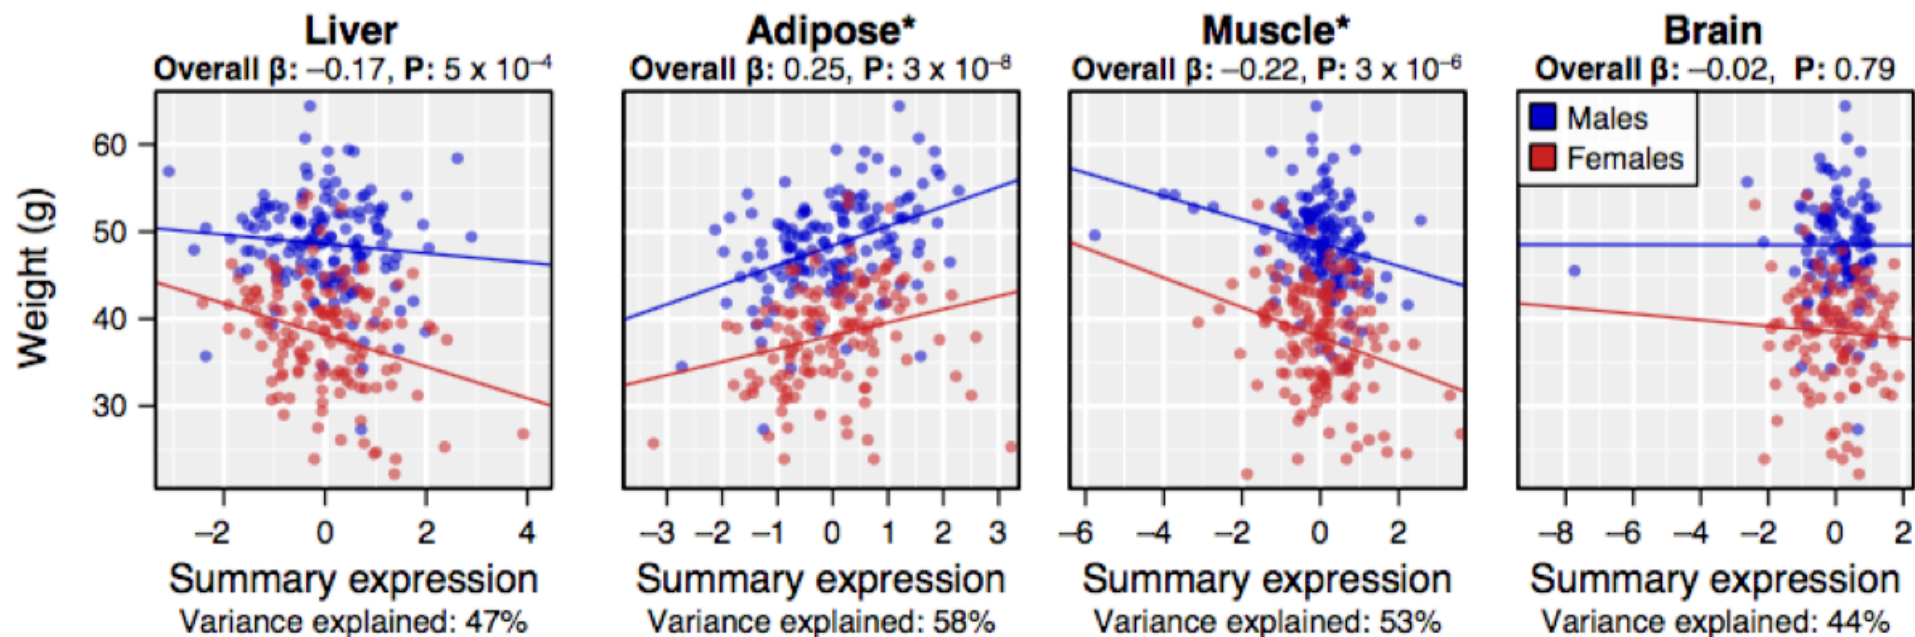 Liver
Overall β: −0.17, P: 5 x 10⁻⁴
Adipose*
Overall β: 0.25, P: 3 x 10⁻⁸
Muscle*
Overall β: −0.22, P: 3 x 10⁻⁶
Brain
Overall β: −0.02, P: 0.79
Males
Females
Weight (g)
60
50
40
30
−2 0 2 4
−3 −2 −1 0 1 2 3
−6 −4 −2 0 2
−8 −6 −4 −2 0 2
Summary expression
Variance explained: 47%
Summary expression
Variance explained: 58%
Summary expression
Variance explained: 53%
Summary expression
Variance explained: 44%